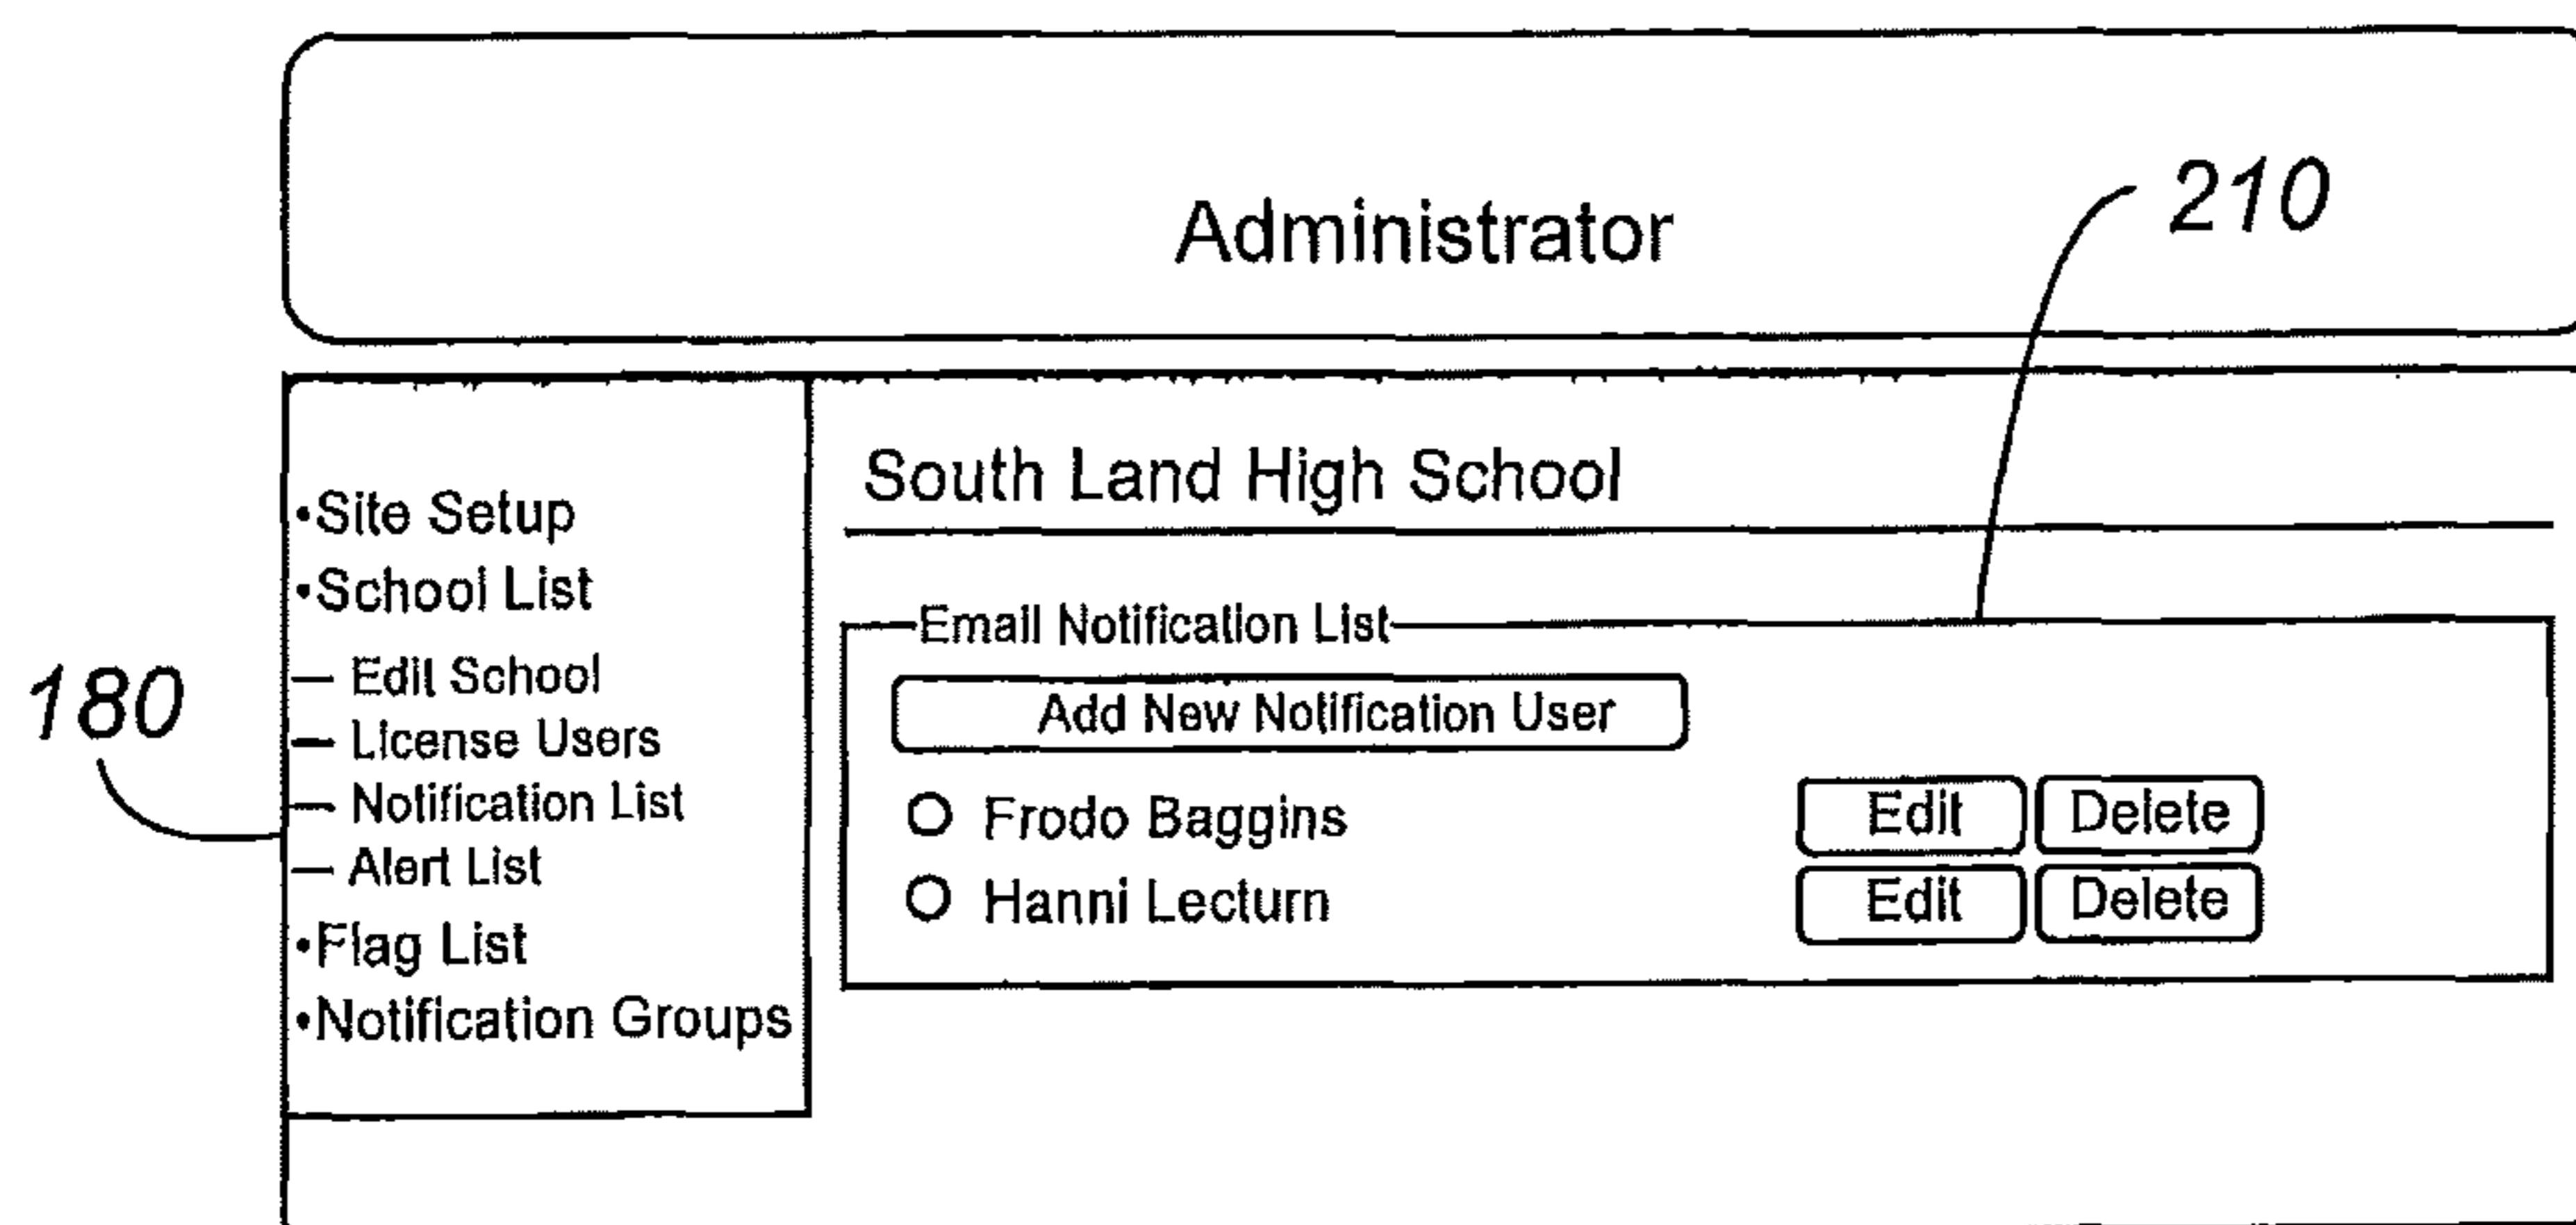 Administrator
210
South Land High School
•Site Setup
•School List
– Edit School
– License Users
– Notification List
– Alert List
•Flag List
•Notification Groups
180
Email Notification List
Add New Notification User
Frodo Baggins Edit Delete
Hanni Lecturn Edit Delete